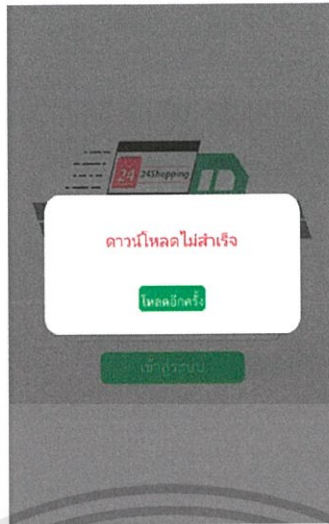 24
24Shopping
ดาวน์โหลดไม่สำเร็จ
โหลดอีกครั้ง
เข้าสู่ระบบ